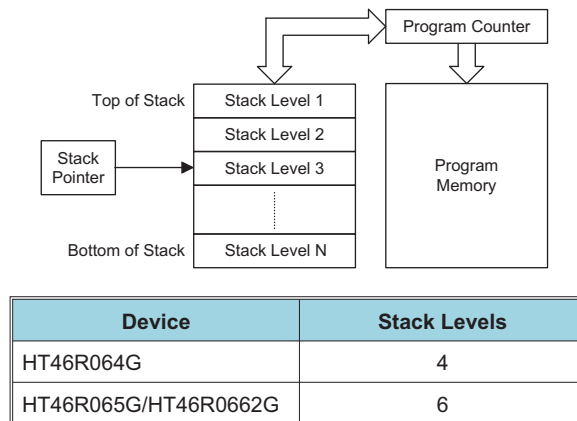 Program Counter
Top of Stack
Stack Level 1
Stack Level 2
Stack Pointer
Stack Level 3
Program Memory
Bottom of Stack
Stack Level N
Device Stack Levels
HT46R064G 4
HT46R065G/HT46R0662G 6